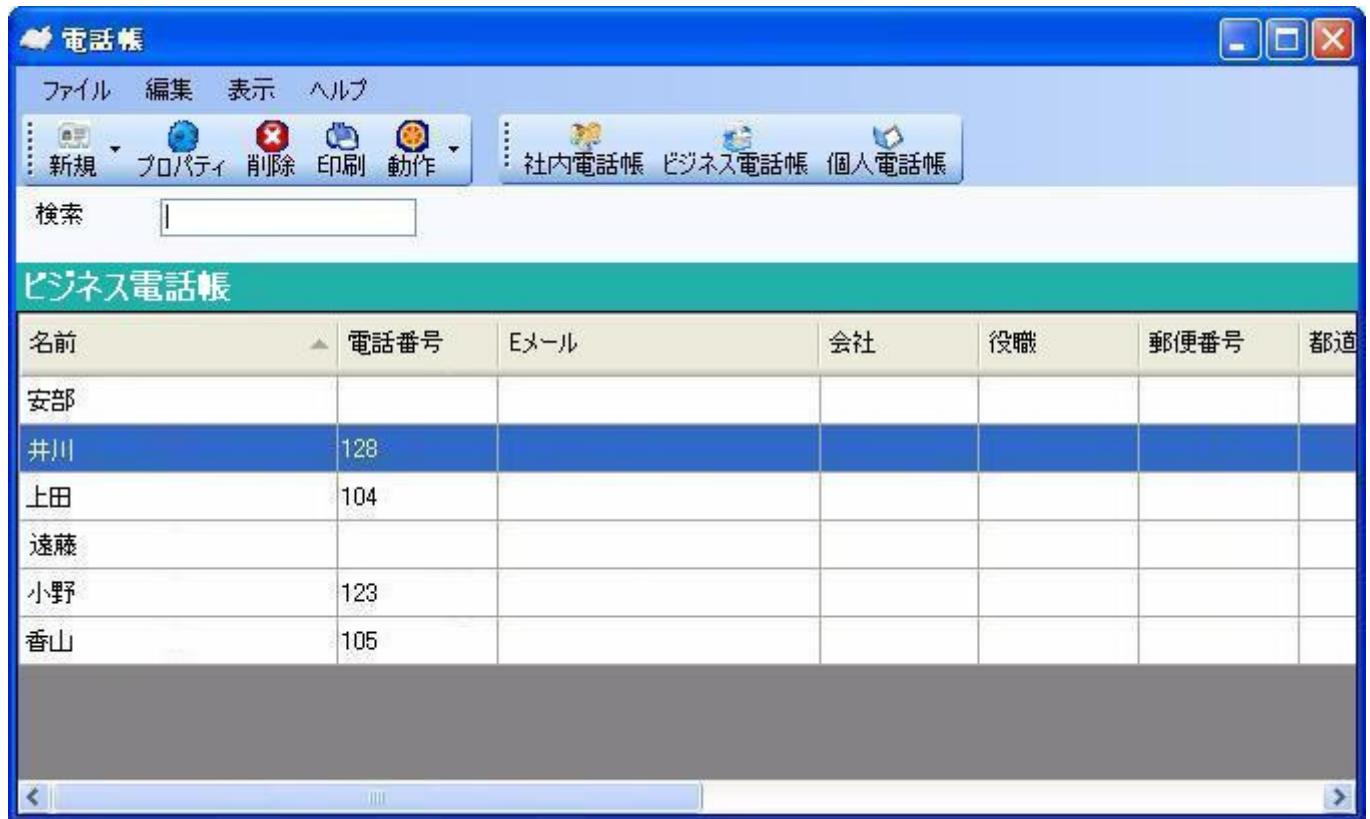 電話帳
ファイル 編集 表示 ヘルプ
新規 プロパティ 削除 印刷 動作 社内電話帳 ビジネス電話帳 個人電話帳
検索
ビジネス電話帳
名前 電話番号 Eメール 会社 役職 郵便番号 都道
安部
井川 128
上田 104
遠藤
小野 123
香山 105